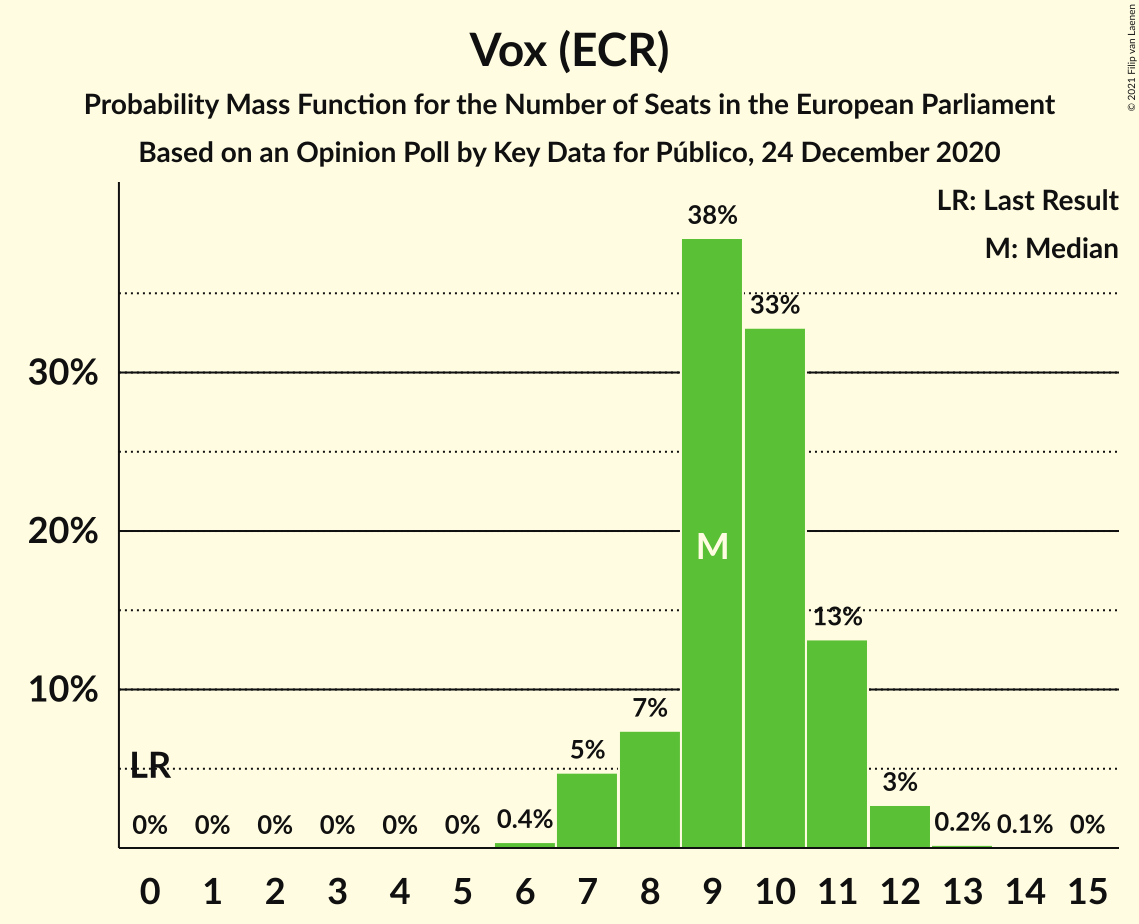 Vox (ECR)
Probability Mass Function for the Number of Seats in the European Parliament
Based on an Opinion Poll by Key Data for Público, 24 December 2020
© 2021 Filip van Laenen
LR: Last Result
M: Median
38%
33%
30%
20%
M
13%
10%
7%
5%
LR
3%
0% 0% 0% 0% 0% 0% 0.4% 0.2% 0.1% 0%
0 1 2 3 4 5 6 7 8 9 10 11 12 13 14 15